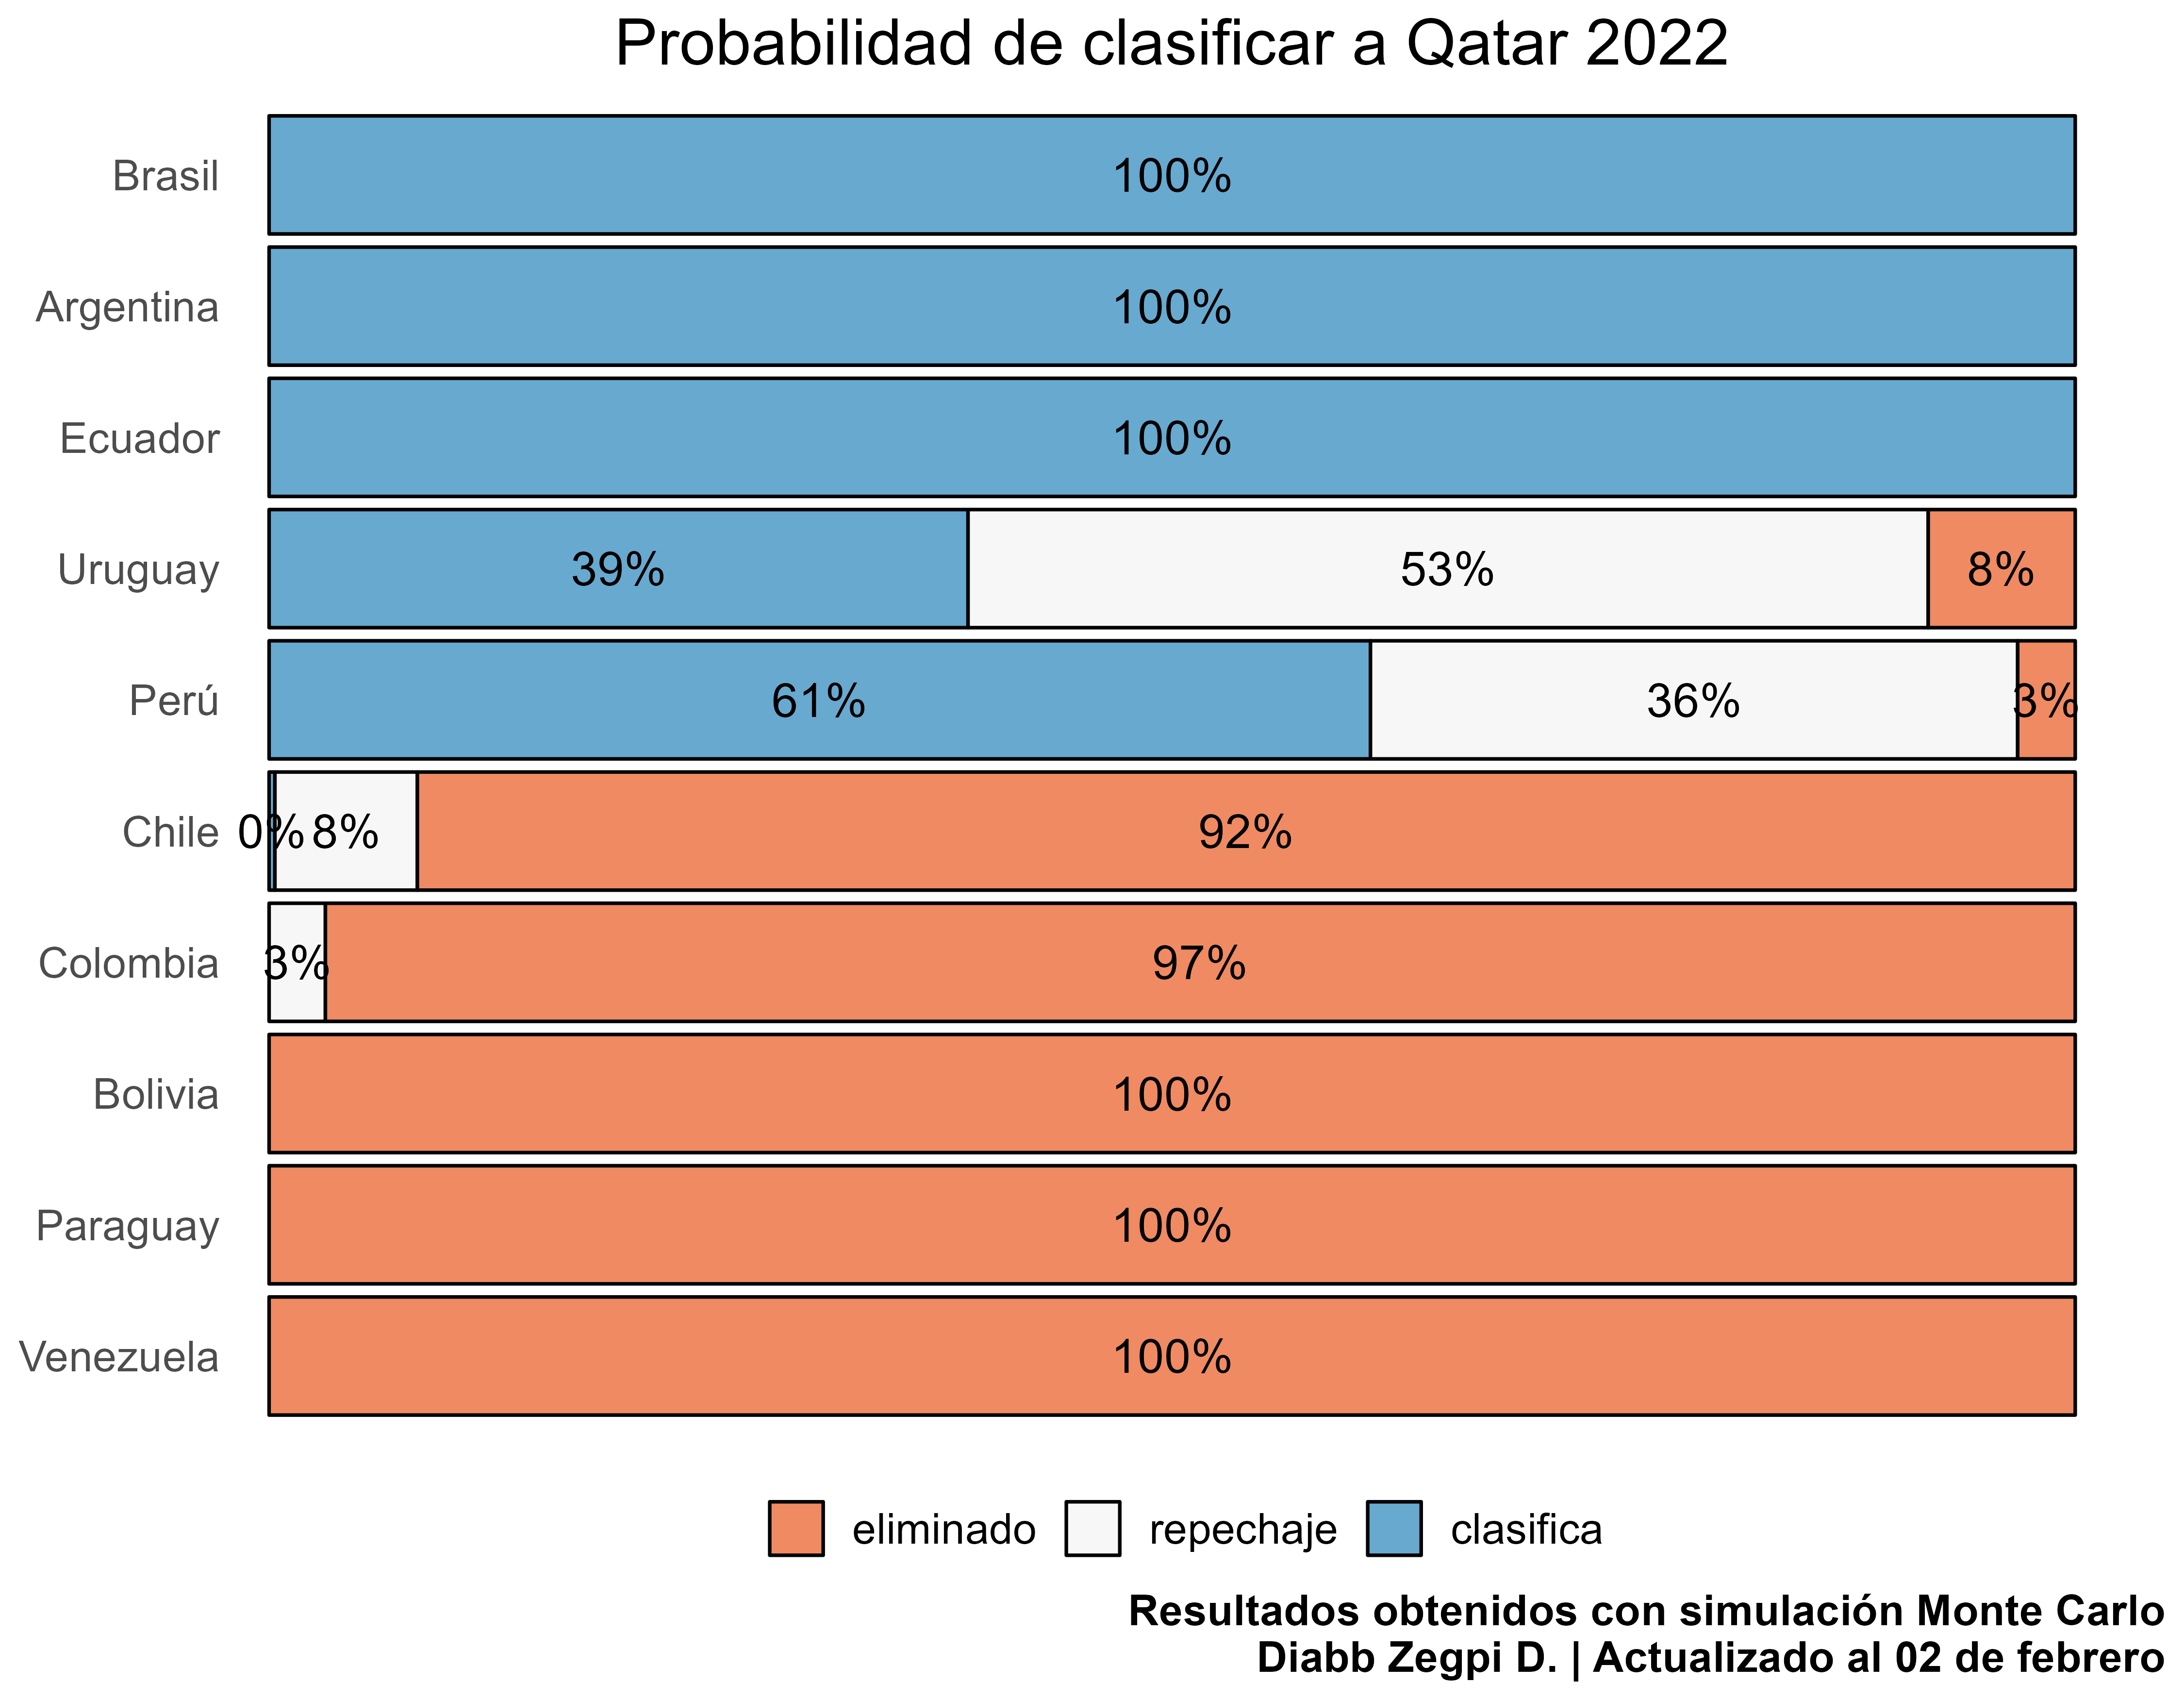 Probabilidad de clasificar a Qatar 2022
Brasil 100%
Argentina 100%
Ecuador 100%
Uruguay 39% 53% 8%
Perú 61% 36% 3%
Chile 0% 8% 92%
Colombia 3% 97%
Bolivia 100%
Paraguay 100%
Venezuela 100%
eliminado repechaje clasifica
Resultados obtenidos con simulación Monte Carlo
Diabb Zegpi D. | Actualizado al 02 de febrero